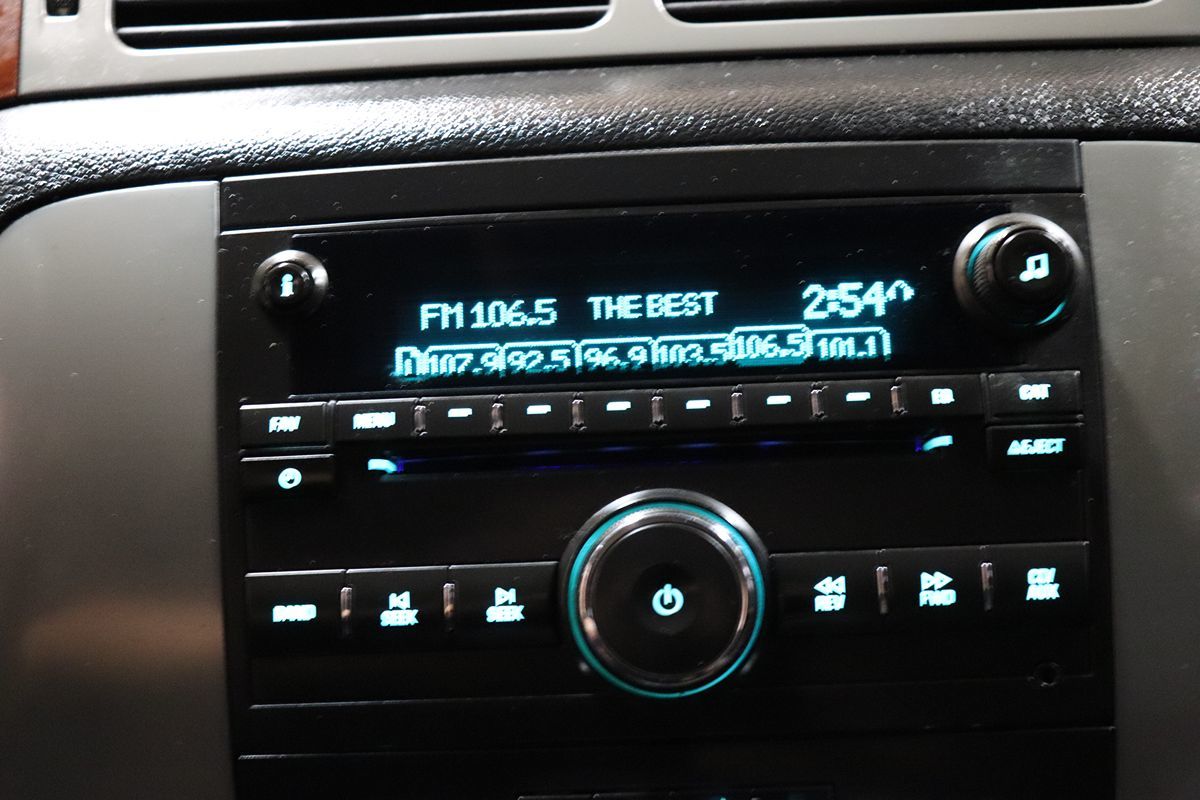 FM 106.5 THE BEST 2:54
107.9 92.5 96.9 103.5 106.5 101.1
FAV MENU EQ CAT
EJECT
BAND SEEK SEEK REV FWD CD/
AUX